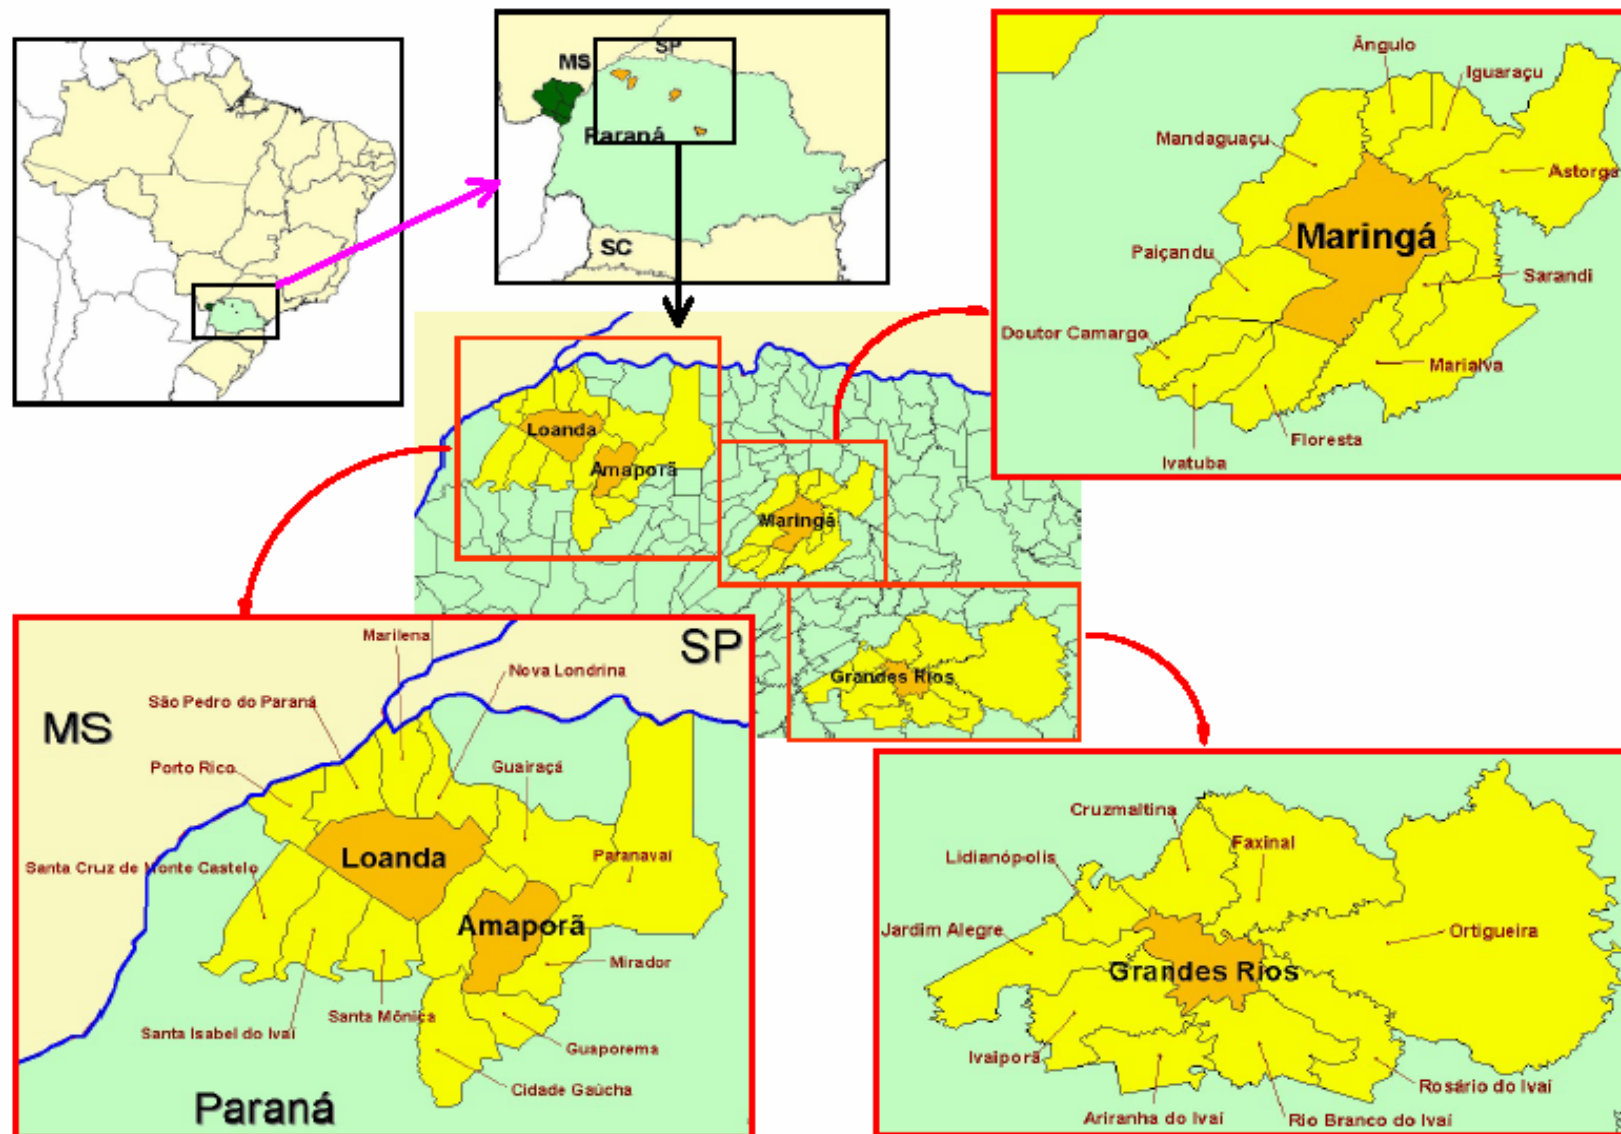 SP
MS
Paraná
SC
Ângulo
Iguaraçu
Mandaguaçu
Astorga
Maringá
Paiçandu
Sarandi
Doutor Camargo
Marialva
Floresta
Ivatuba
Loanda
Amaporã
Maringá
Grandes Rios
Marilena
SP
Nova Londrina
São Pedro do Paraná
MS
Porto Rico
Guairaçá
Loanda
Paranavaí
Santa Cruz de Monte Castelo
Amaporã
Mirador
Santa Mônica
Santa Isabel do Ivaí
Guaporema
Cidade Gaúcha
Paraná
Cruzmaltina
Faxinal
Lidianópolis
Jardim Alegre
Ortigueira
Grandes Rios
Ivaiporã
Rosário do Ivaí
Ariranha do Ivaí
Rio Branco do Ivaí